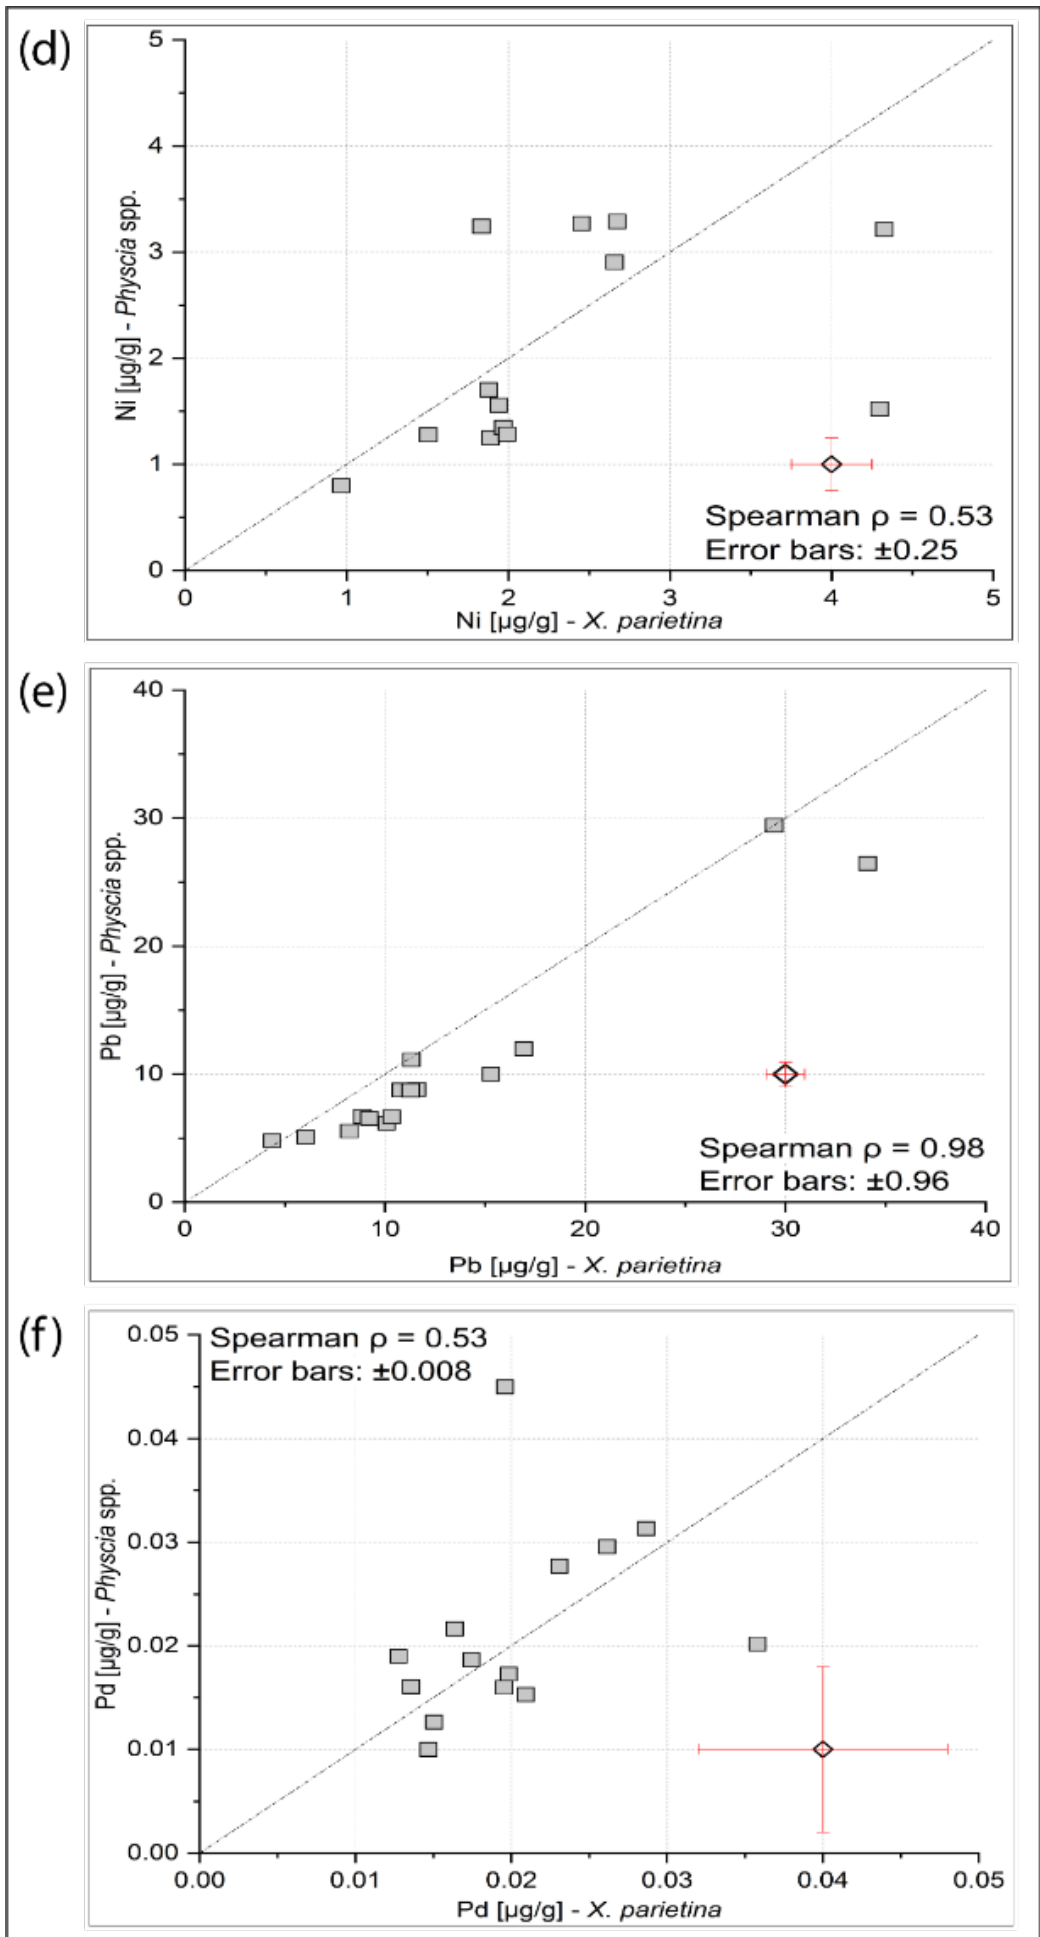 (d)
5
4
3
2
1
0
Ni [µg/g] - Physcia spp.
Spearman ρ = 0.53
Error bars: ±0.25
0 1 2 3 4 5
Ni [µg/g] - X. parietina
(e)
40
30
20
10
0
Pb [µg/g] - Physcia spp.
Spearman ρ = 0.98
Error bars: ±0.96
0 10 20 30 40
Pb [µg/g] - X. parietina
(f)
Spearman ρ = 0.53
Error bars: ±0.008
0.05
0.04
0.03
0.02
0.01
0.00
Pd [µg/g] - Physcia spp.
0.00 0.01 0.02 0.03 0.04 0.05
Pd [µg/g] - X. parietina